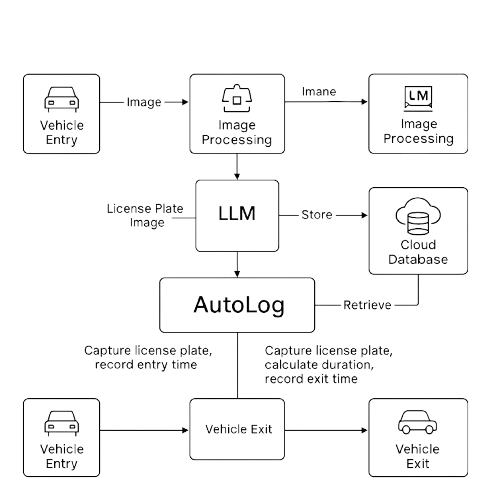 Vehicle
Entry
Image
Image
Processing
Imane
LM
Image
Processing
License Plate
Image
LLM
Store
Cloud
Database
AutoLog
Retrieve
Capture license plate,
record entry time
Capture license plate,
calculate duration,
record exit time
Vehicle
Entry
Vehicle Exit
Vehicle
Exit